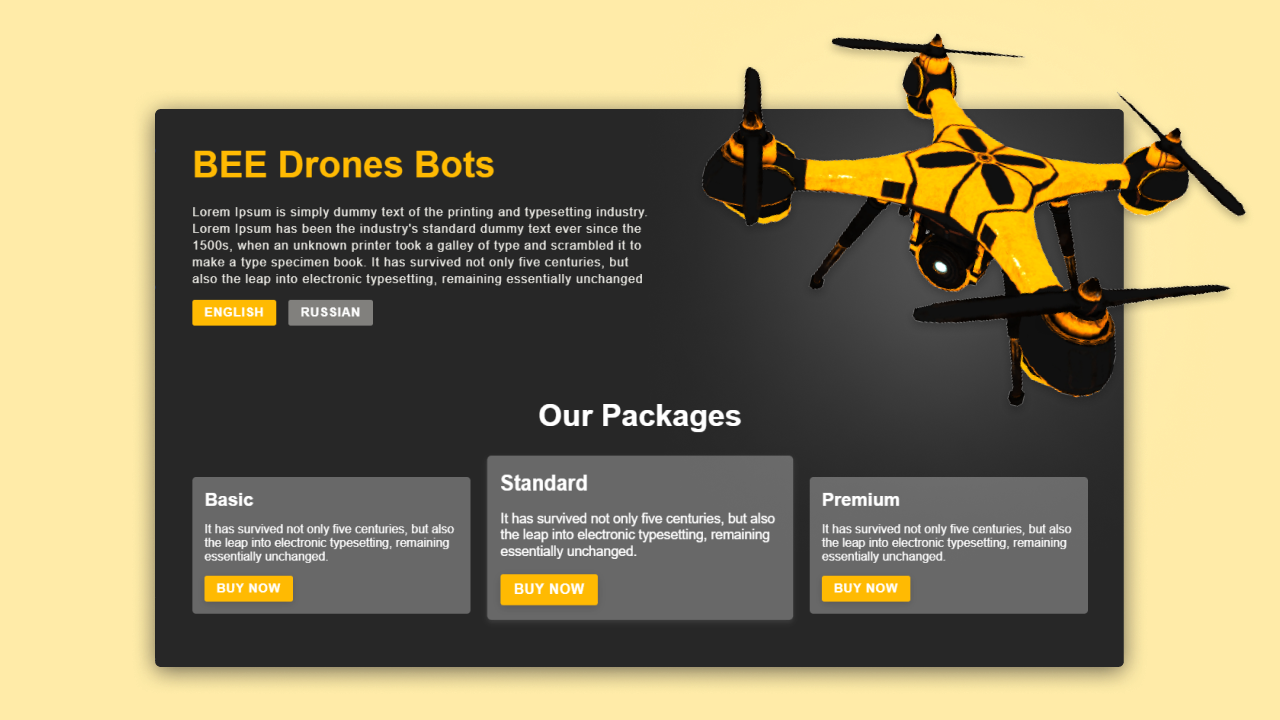 BEE Drones Bots
Lorem Ipsum is simply dummy text of the printing and typesetting industry.
Lorem Ipsum has been the industry's standard dummy text ever since the
1500s, when an unknown printer took a galley of type and scrambled it to
make a type specimen book. It has survived not only five centuries, but
also the leap into electronic typesetting, remaining essentially unchanged
ENGLISH
RUSSIAN
Our Packages
Basic
It has survived not only five centuries, but also
the leap into electronic typesetting, remaining
essentially unchanged.
BUY NOW
Standard
It has survived not only five centuries, but also
the leap into electronic typesetting, remaining
essentially unchanged.
BUY NOW
Premium
It has survived not only five centuries, but also
the leap into electronic typesetting, remaining
essentially unchanged.
BUY NOW